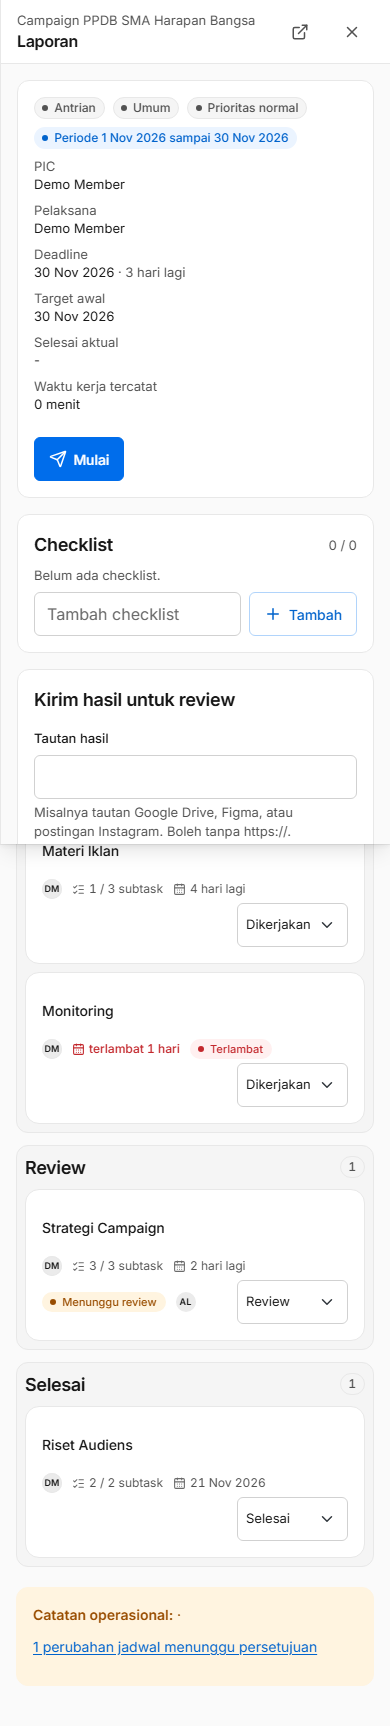 Campaign PPDB SMA Harapan Bangsa
Laporan
Antrian
Umum
Prioritas normal
Periode 1 Nov 2026 sampai 30 Nov 2026
PIC
Demo Member
Pelaksana
Demo Member
Deadline
30 Nov 2026 · 3 hari lagi
Target awal
30 Nov 2026
Selesai aktual
-
Waktu kerja tercatat
0 menit
Mulai
Checklist
0 / 0
Belum ada checklist.
Tambah checklist
Tambah
Kirim hasil untuk review
Tautan hasil
Misalnya tautan Google Drive, Figma, atau
postingan Instagram. Boleh tanpa https://.
Materi Iklan
DM 1 / 3 subtask 4 hari lagi
Dikerjakan
Monitoring
DM terlambat 1 hari Terlambat
Dikerjakan
Review
1
Strategi Campaign
DM 3 / 3 subtask 2 hari lagi
Menunggu review AL Review
Selesai
1
Riset Audiens
DM 2 / 2 subtask 21 Nov 2026
Selesai
Catatan operasional: ·
1 perubahan jadwal menunggu persetujuan